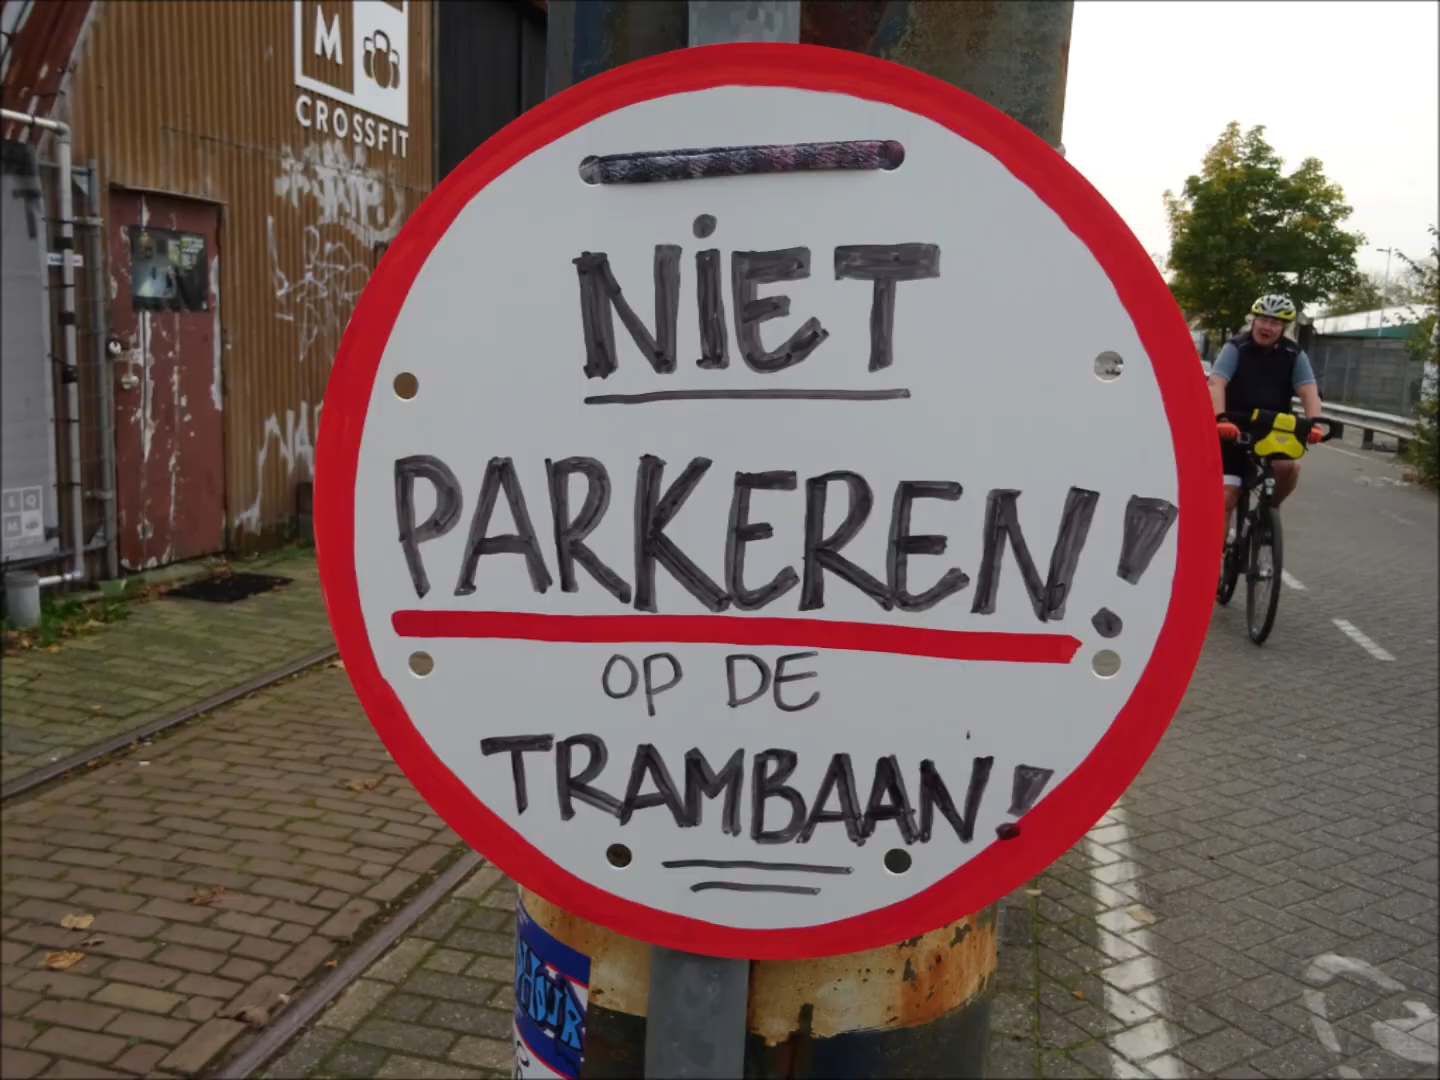 M
CROSSFIT
NIET
PARKEREN!
OP DE
TRAMBAAN!